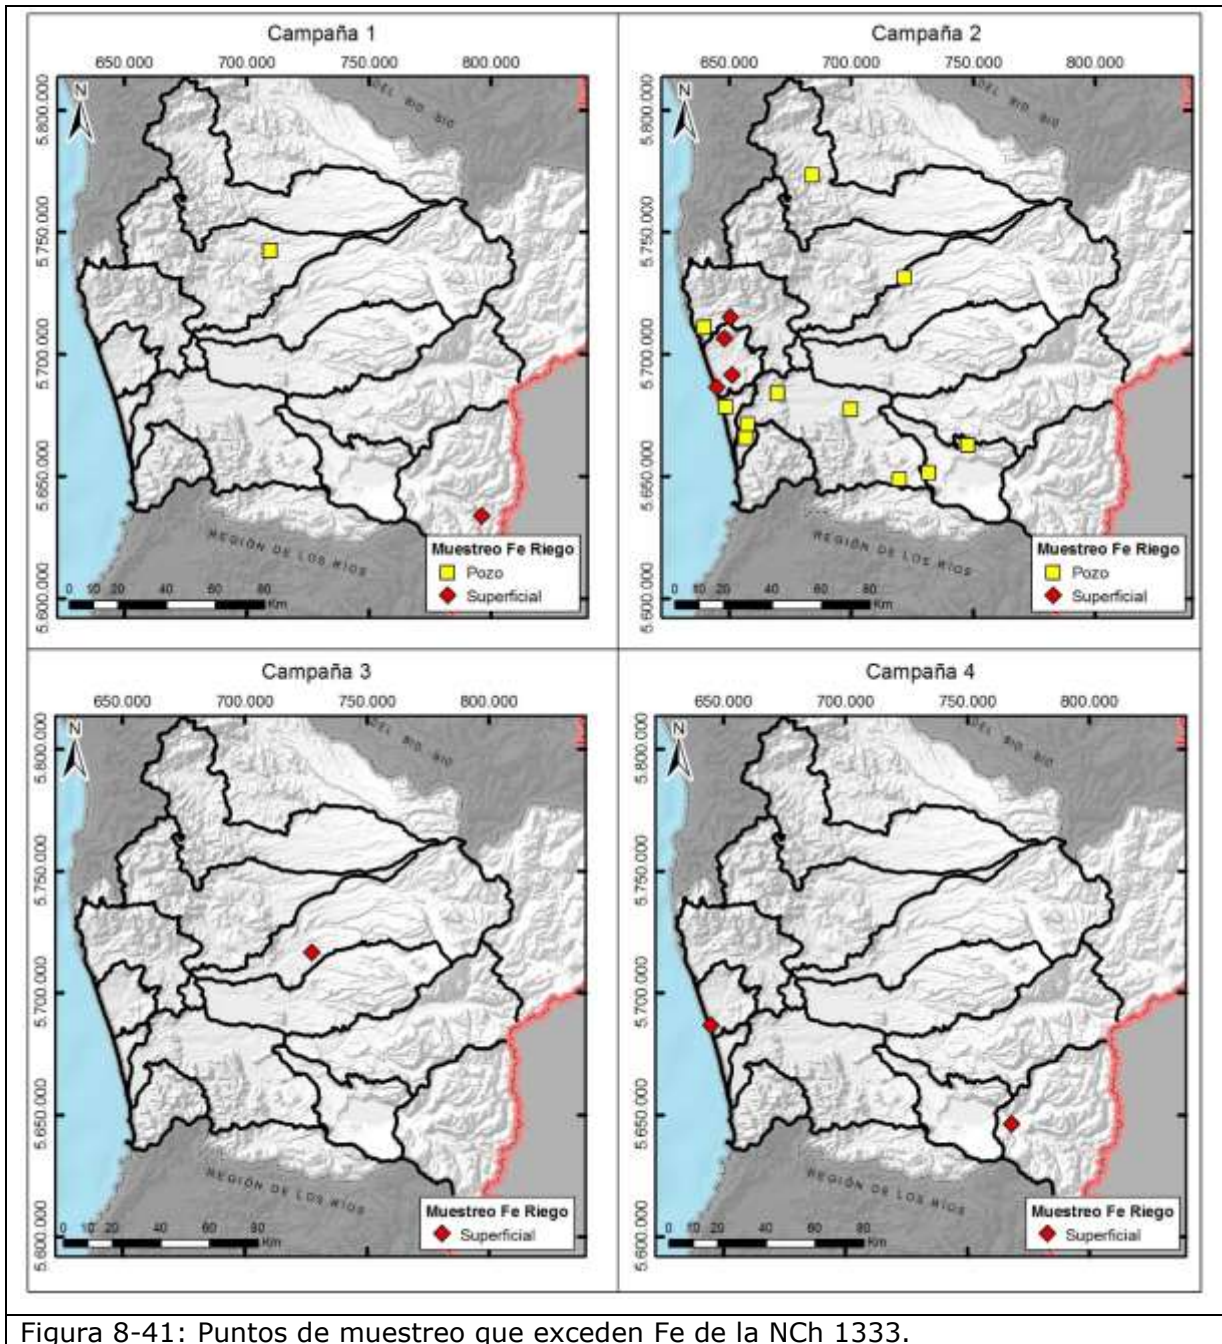 Campaña 1
650.000 700.000 750.000 800.000
5.800.000
5.750.000
5.700.000
5.650.000
5.600.000
N
DEL BIO BIO
REGIÓN DE LOS RÍOS
Muestreo Fe Riego
Pozo
Superficial
0 10 20 40 60 80
Km
Campaña 2
650.000 700.000 750.000 800.000
5.800.000
5.750.000
5.700.000
5.650.000
5.600.000
N
DEL BIO BIO
REGIÓN DE LOS RÍOS
Muestreo Fe Riego
Pozo
Superficial
0 10 20 40 60 80
Km
Campaña 3
650.000 700.000 750.000 800.000
5.800.000
5.750.000
5.700.000
5.650.000
5.600.000
N
DEL BIO BIO
REGIÓN DE LOS RÍOS
Muestreo Fe Riego
Superficial
0 10 20 40 60 80
Km
Campaña 4
650.000 700.000 750.000 800.000
5.800.000
5.750.000
5.700.000
5.650.000
5.600.000
N
DEL BIO BIO
REGIÓN DE LOS RÍOS
Muestreo Fe Riego
Superficial
0 10 20 40 60 80
Km
Figura 8-41: Puntos de muestreo que exceden Fe de la NCh 1333.